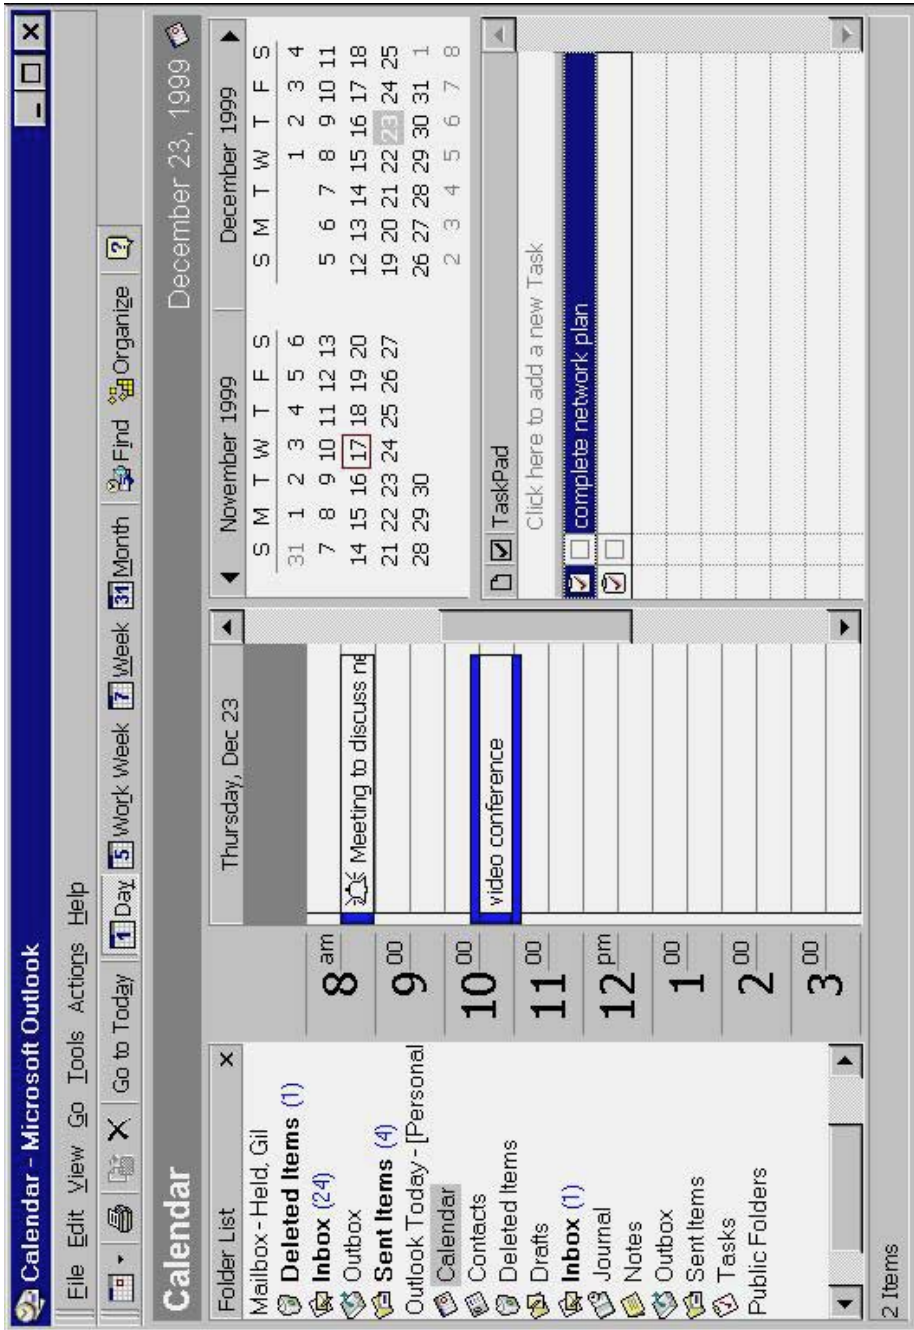 Calendar - Microsoft Outlook
File Edit View Go Tools Actions Help
Go to Today 1 Day 5 Work Week 7 Week 31 Month Find Organize
Calendar December 23, 1999
Folder List
Mailbox - Held, Gil
Deleted Items (1)
Inbox (24)
Outbox
Sent Items (4)
Outlook Today - [Personal
Calendar
Contacts
Deleted Items
Drafts
Inbox (1)
Journal
Notes
Outbox
Sent Items
Tasks
Public Folders
Thursday, Dec 23
8 am
Meeting to discuss ne
9 00
10 00
video conference
11 00
12 pm
1 00
2 00
3 00
November 1999
S M T W T F S
31 1 2 3 4 5 6
7 8 9 10 11 12 13
14 15 16 17 18 19 20
21 22 23 24 25 26 27
28 29 30
December 1999
S M T W T F S
1 2 3 4
5 6 7 8 9 10 11
12 13 14 15 16 17 18
19 20 21 22 23 24 25
26 27 28 29 30 31 1
2 3 4 5 6 7 8
TaskPad
Click here to add a new Task
complete network plan
2 Items